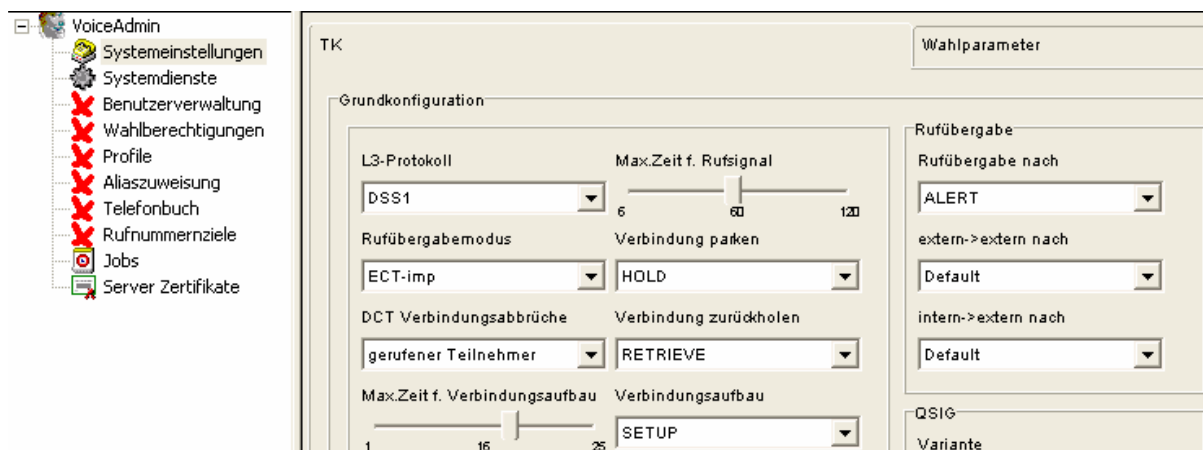 VoiceAdmin
Systemeinstellungen
Systemdienste
Benutzerverwaltung
Wahlberechtigungen
Profile
Aliaszuweisung
Telefonbuch
Rufnummernziele
Jobs
Server Zertifikate
TK
Wahlparameter
Grundkonfiguration
L3-Protokoll
DSS1
Max.Zeit f. Rufsignal
6 60 120
Rufübergabemodus
ECT-imp
Verbindung parken
HOLD
DCT Verbindungsabbrüche
gerufener Teilnehmer
Verbindung zurückholen
RETRIEVE
Max.Zeit f. Verbindungsaufbau
1 16 25
Verbindungsaufbau
SETUP
Rufübergabe
Rufübergabe nach
ALERT
extern->extern nach
Default
intern->extern nach
Default
QSIG
Variante